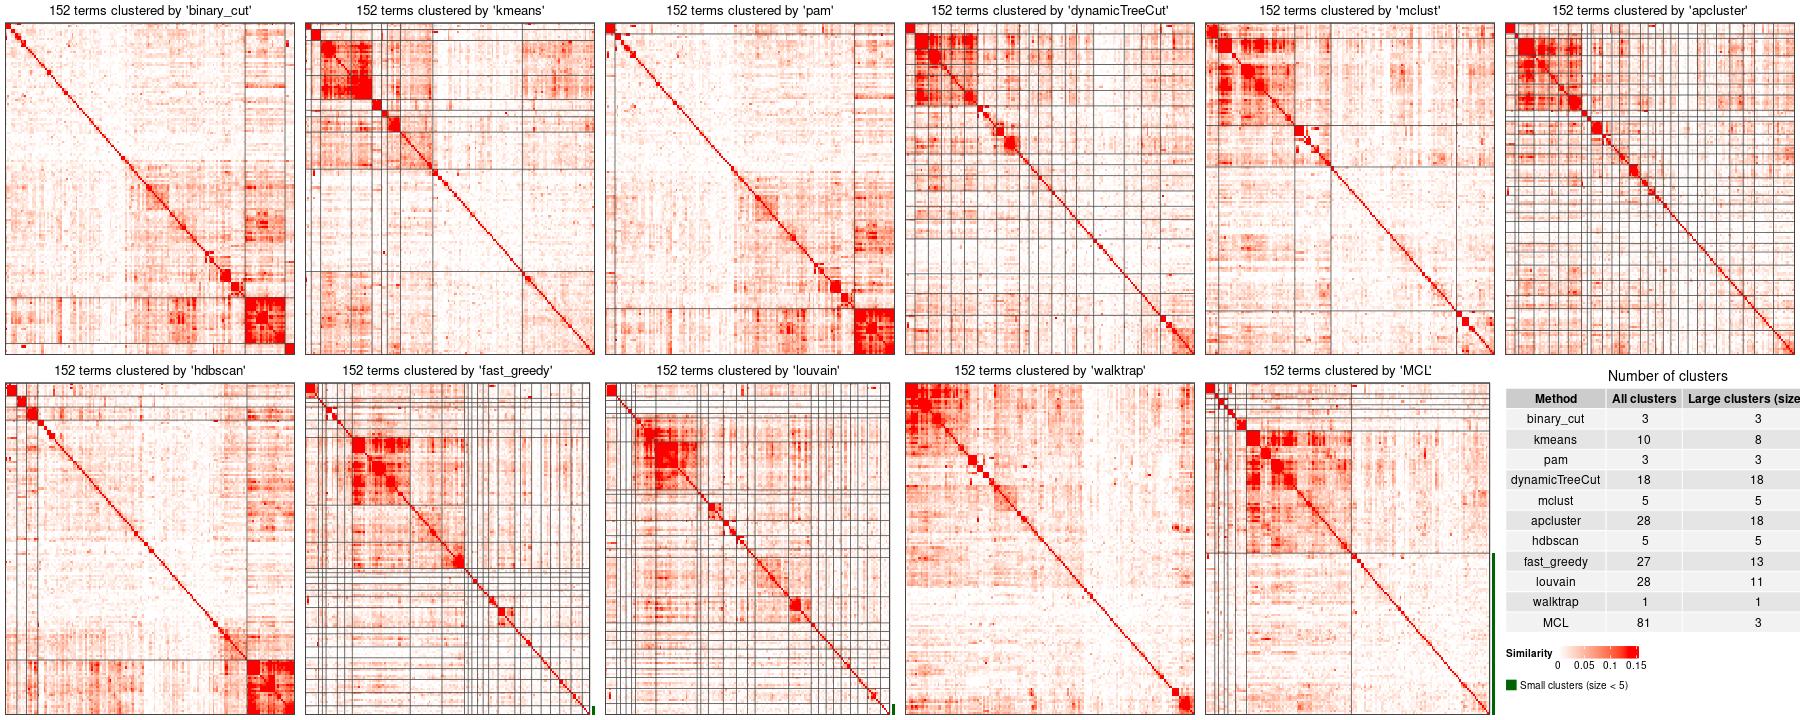 152 terms clustered by 'binary_cut'
152 terms clustered by 'kmeans'
152 terms clustered by 'pam'
152 terms clustered by 'dynamicTreeCut'
152 terms clustered by 'mclust'
152 terms clustered by 'apcluster'
152 terms clustered by 'hdbscan'
152 terms clustered by 'fast_greedy'
152 terms clustered by 'louvain'
152 terms clustered by 'walktrap'
152 terms clustered by 'MCL'
Number of clusters
Method All clusters Large clusters (size
binary_cut 3 3
kmeans 10 8
pam 3 3
dynamicTreeCut 18 18
mclust 5 5
apcluster 28 18
hdbscan 5 5
fast_greedy 27 13
louvain 28 11
walktrap 1 1
MCL 81 3
Similarity
0 0.05 0.1 0.15
Small clusters (size < 5)